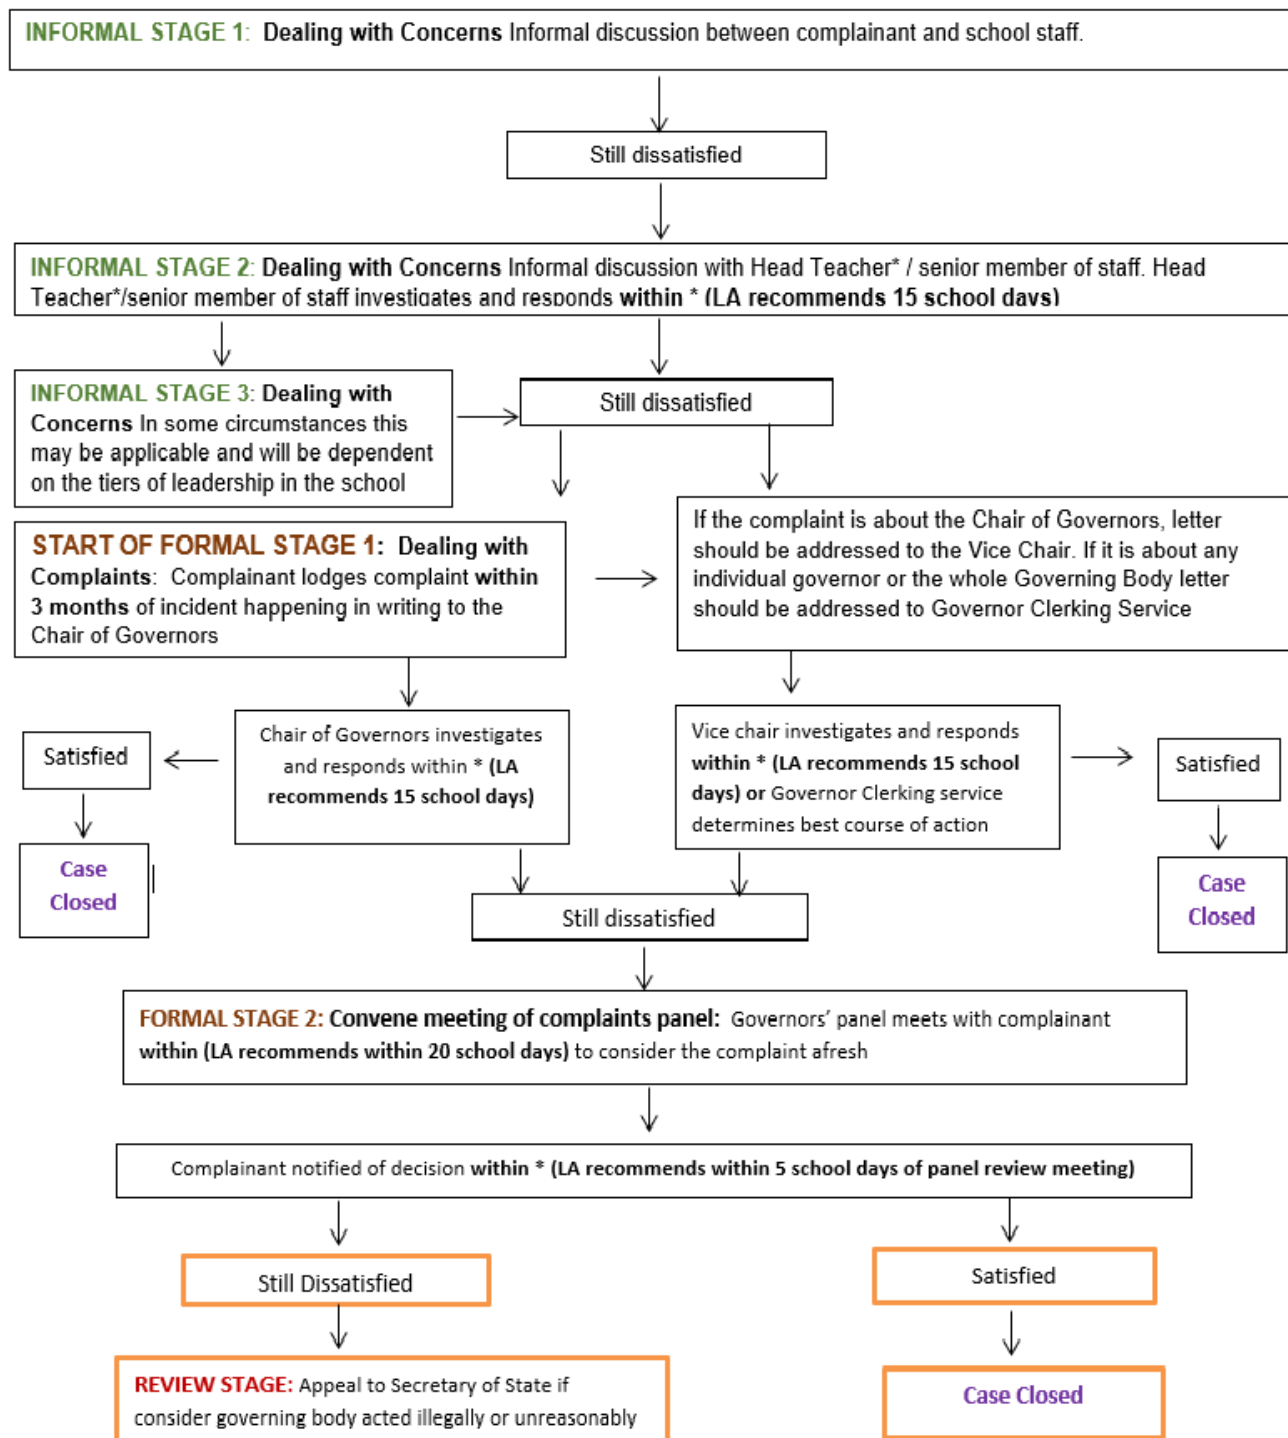 INFORMAL STAGE 1: Dealing with Concerns Informal discussion between complainant and school staff.
Still dissatisfied
INFORMAL STAGE 2: Dealing with Concerns Informal discussion with Head Teacher* / senior member of staff. Head
Teacher*/senior member of staff investigates and responds within * (LA recommends 15 school days)
INFORMAL STAGE 3: Dealing with
Concerns In some circumstances this
may be applicable and will be dependent
on the tiers of leadership in the school
Still dissatisfied
START OF FORMAL STAGE 1: Dealing with
Complaints: Complainant lodges complaint within
3 months of incident happening in writing to the
Chair of Governors
If the complaint is about the Chair of Governors, letter
should be addressed to the Vice Chair. If it is about any
individual governor or the whole Governing Body letter
should be addressed to Governor Clerking Service
Satisfied
Case
Closed
Chair of Governors investigates
and responds within * (LA
recommends 15 school days)
Vice chair investigates and responds
within * (LA recommends 15 school
days) or Governor Clerking service
determines best course of action
Satisfied
Case
Closed
Still dissatisfied
FORMAL STAGE 2: Convene meeting of complaints panel: Governors' panel meets with complainant
within (LA recommends within 20 school days) to consider the complaint afresh
Complainant notified of decision within * (LA recommends within 5 school days of panel review meeting)
Still Dissatisfied
Satisfied
REVIEW STAGE: Appeal to Secretary of State if
consider governing body acted illegally or unreasonably
Case Closed